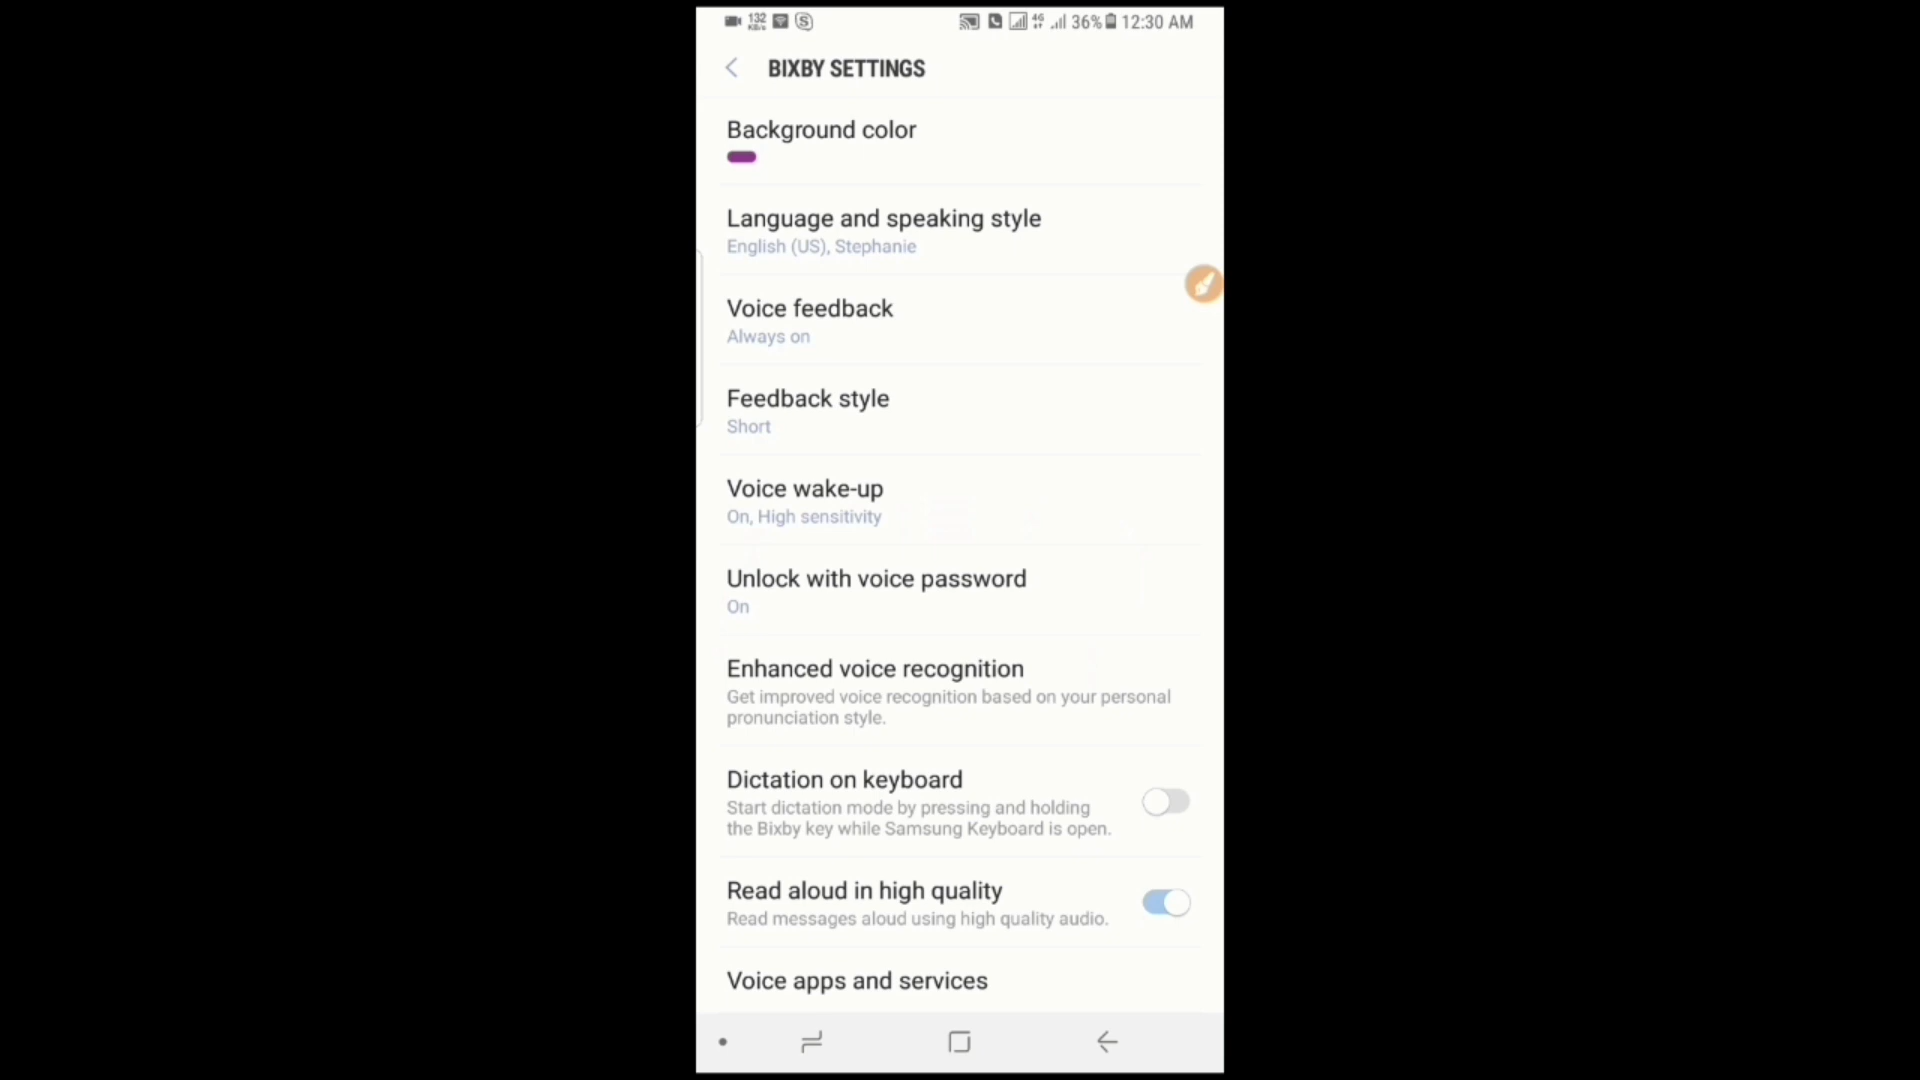 132
KB/s
4G
36%
12:30 AM
BIXBY SETTINGS
Background color
Language and speaking style
English (US), Stephanie
Voice feedback
Always on
Feedback style
Short
Voice wake-up
On, High sensitivity
Unlock with voice password
On
Enhanced voice recognition
Get improved voice recognition based on your personal
pronunciation style.
Dictation on keyboard
Start dictation mode by pressing and holding
the Bixby key while Samsung Keyboard is open.
Read aloud in high quality
Read messages aloud using high quality audio.
Voice apps and services